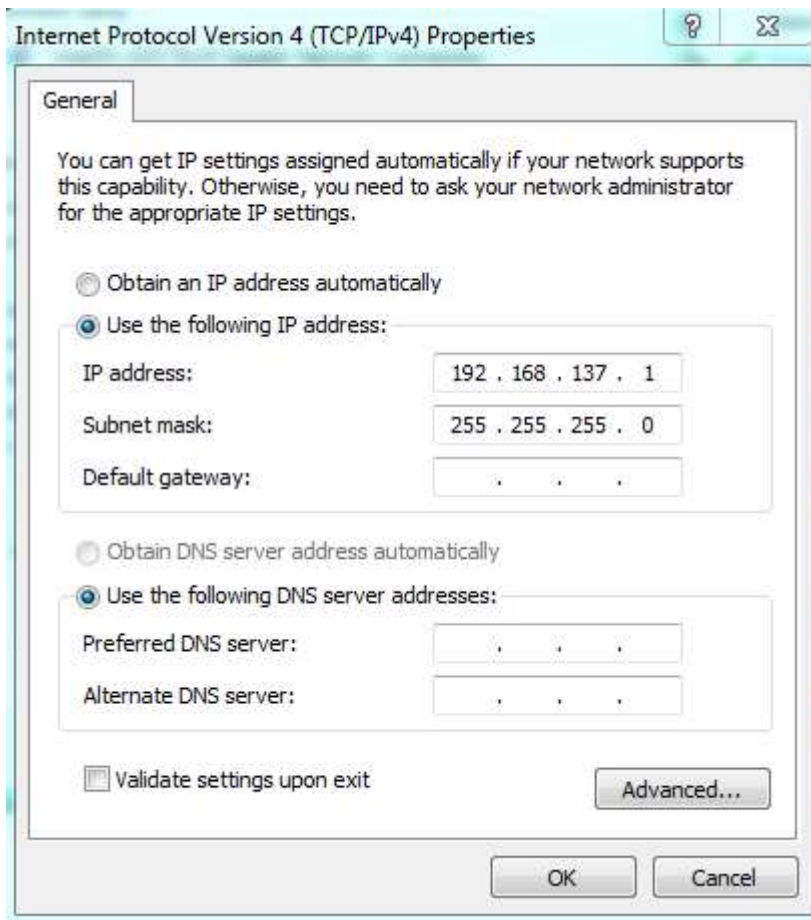 Internet Protocol Version 4 (TCP/IPv4) Properties
?
General
You can get IP settings assigned automatically if your network supports
this capability. Otherwise, you need to ask your network administrator
for the appropriate IP settings.
Obtain an IP address automatically
Use the following IP address:
IP address: 192 . 168 . 137 . 1
Subnet mask: 255 . 255 . 255 . 0
Default gateway: . . .
Obtain DNS server address automatically
Use the following DNS server addresses:
Preferred DNS server: . . .
Alternate DNS server: . . .
Validate settings upon exit
Advanced...
OK Cancel